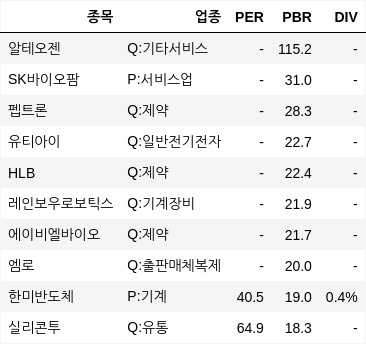 종목 업종 PER PBR DIV
알테오젠 Q:기타서비스 - 115.2 -
SK바이오팜 P:서비스업 - 31.0 -
펩트론 Q:제약 - 28.3 -
유티아이 Q:일반전기전자 - 22.7 -
HLB Q:제약 - 22.4 -
레인보우로보틱스 Q:기계장비 - 21.9 -
에이비엘바이오 Q:제약 - 21.7 -
엠로 Q:출판매체복제 - 20.0 -
한미반도체 P:기계 40.5 19.0 0.4%
실리콘투 Q:유통 64.9 18.3 -